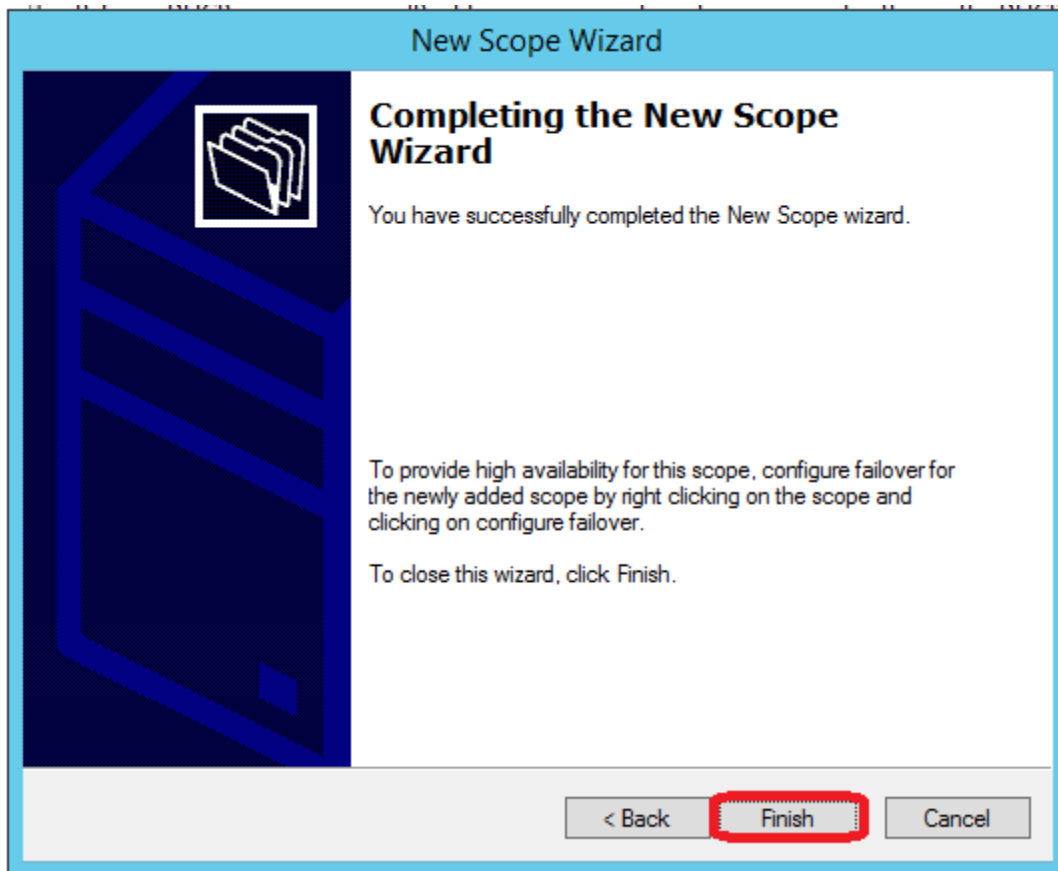 New Scope Wizard
Completing the New Scope
Wizard
You have successfully completed the New Scope wizard.
To provide high availability for this scope, configure failover for
the newly added scope by right clicking on the scope and
clicking on configure failover.
To close this wizard, click Finish.
< Back
Finish
Cancel